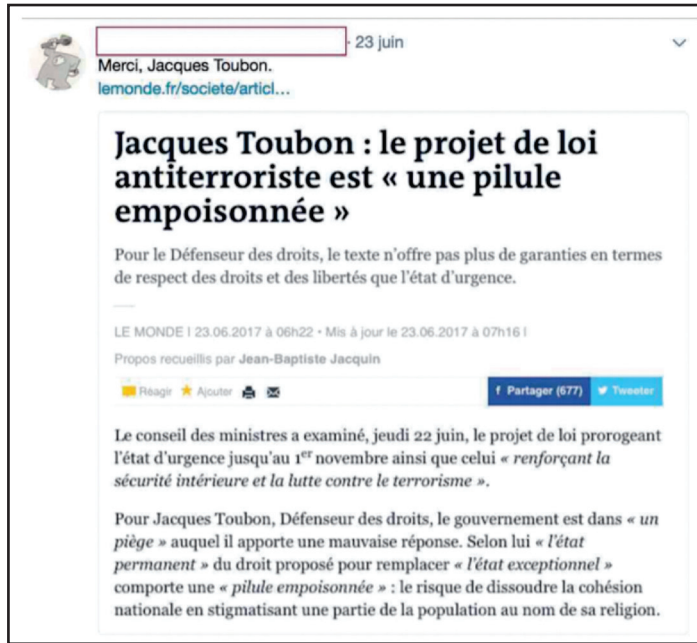 · 23 juin
Merci, Jacques Toubon.
lemonde.fr/societe/articl...
Jacques Toubon : le projet de loi
antiterroriste est « une pilule
empoisonnée »
Pour le Défenseur des droits, le texte n'offre pas plus de garanties en termes
de respect des droits et des libertés que l'état d'urgence.
LE MONDE | 23.06.2017 à 06h22 • Mis à jour le 23.06.2017 à 07h16 |
Propos recueillis par Jean-Baptiste Jacquin
Réagir Ajouter f Partager (677) Tweeter
Le conseil des ministres a examiné, jeudi 22 juin, le projet de loi prorogeant
l'état d'urgence jusqu'au 1er novembre ainsi que celui « renforçant la
sécurité intérieure et la lutte contre le terrorisme ».
Pour Jacques Toubon, Défenseur des droits, le gouvernement est dans « un
piège » auquel il apporte une mauvaise réponse. Selon lui « l'état
permanent » du droit proposé pour remplacer « l'état exceptionnel »
comporte une « pilule empoisonnée » : le risque de dissoudre la cohésion
nationale en stigmatisant une partie de la population au nom de sa religion.